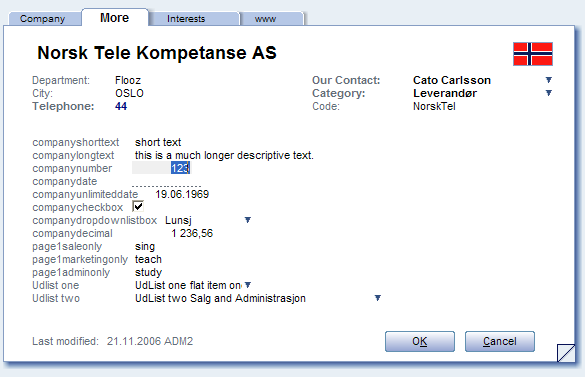 Company More Interests www
Norsk Tele Kompetanse AS
Department: Flooz Our Contact: Cato Carlsson
City: OSLO Category: Leverandør
Telephone: 44 Code: NorskTel
companyshorttext short text
companylongtext this is a much longer descriptive text.
companynumber 123
companydate
companyunlimiteddate 19.06.1969
companycheckbox
companydropdownlistbox Lunsj
companydecimal 1 236,56
page1saleonly sing
page1marketingonly teach
page1adminonly study
Udlist one UdList one flat item on
Udlist two UdList two Salg and Administrasjon
Last modified: 21.11.2006 ADM2 OK Cancel